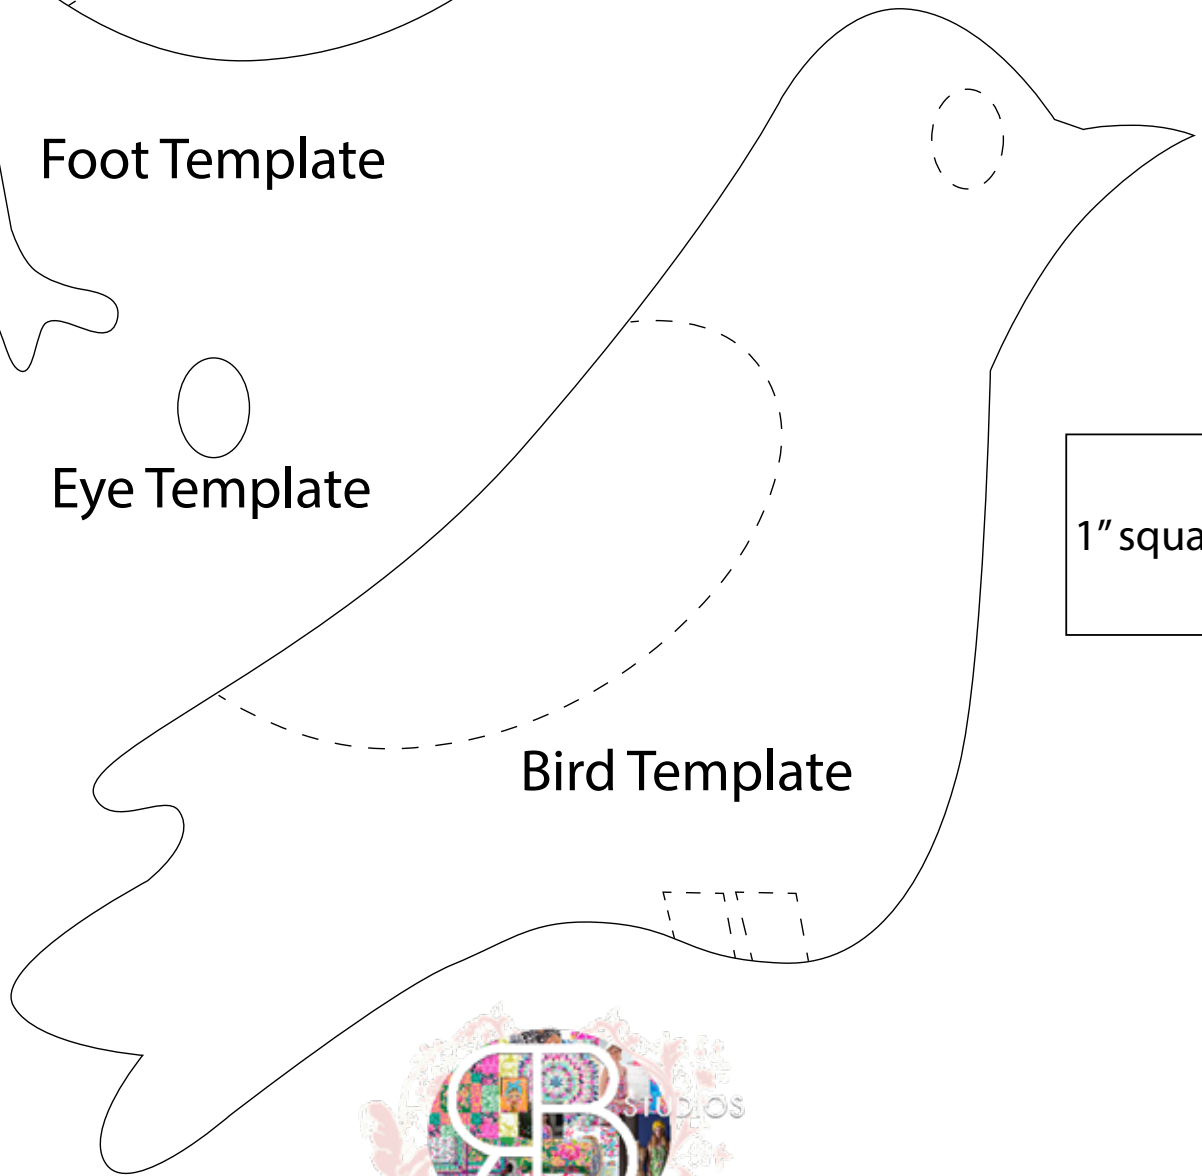 Foot Template
Eye Template
1” squa
Bird Template
B
STUDIOS